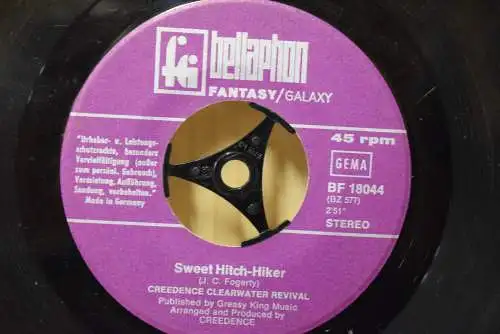 bellaphon
FANTASY/GALAXY
"Urheber- u. Leistungs-
schutzrechte, besonders
Vervielfältigung (außer
zum persönl. Gebrauch),
Vermietung, Aufführung,
Sendung, vorbehalten."
Made in Germany
45 rpm
GEMA
BF 18044
(BZ 577)
2'51"
STEREO
Sweet Hitch-Hiker
(J. C. Fogerty)
CREEDENCE CLEARWATER REVIVAL
Published by Greasy King Music
Arranged and Produced by
CREEDENCE